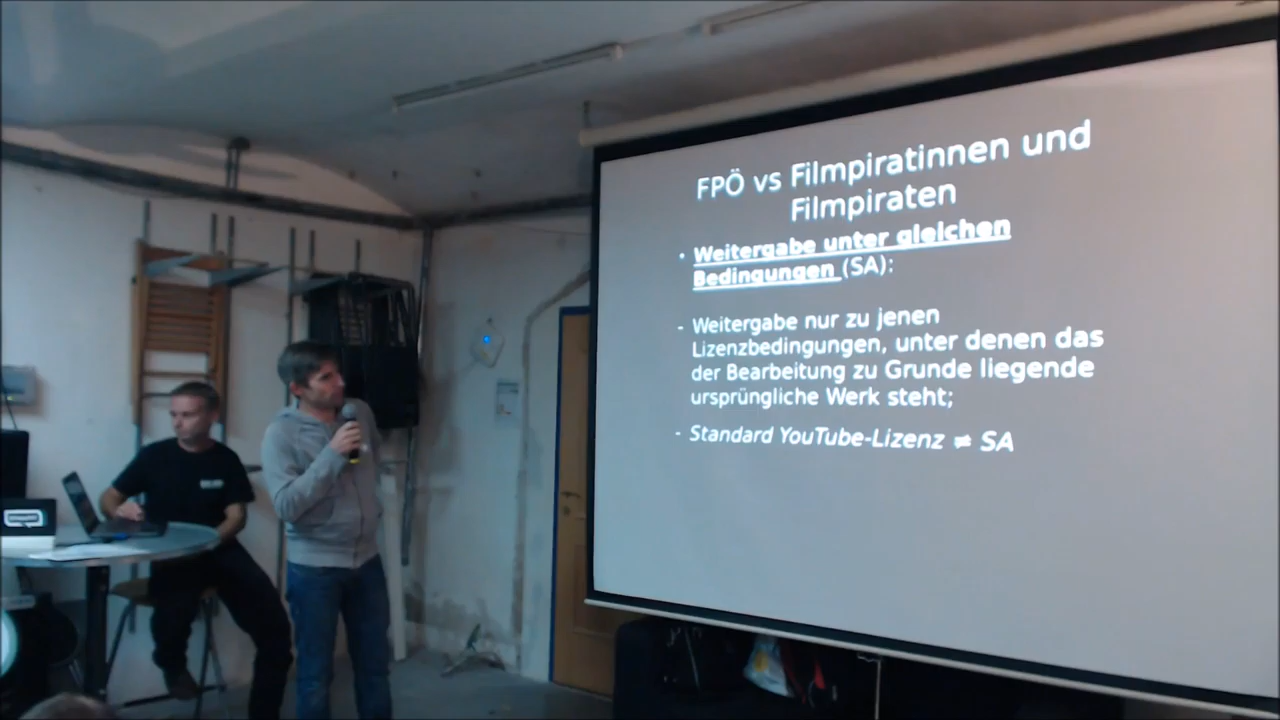 FPÖ vs Filmpiratinnen und
Filmpiraten
• Weitergabe unter gleichen
Bedingungen (SA):
- Weitergabe nur zu jenen
Lizenzbedingungen, unter denen das
der Bearbeitung zu Grunde liegende
ursprüngliche Werk steht;
- Standard YouTube-Lizenz ≠ SA